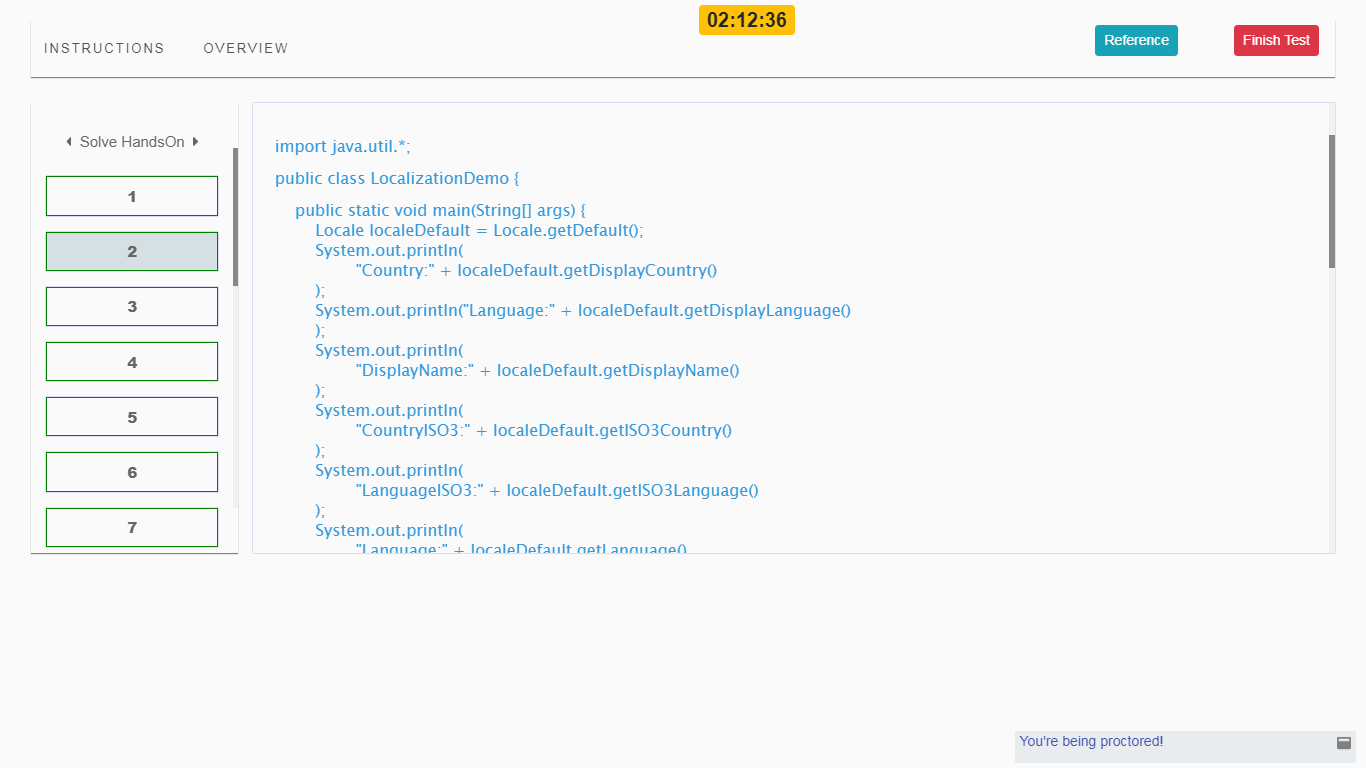 02:12:36
INSTRUCTIONS OVERVIEW Reference Finish Test
Solve HandsOn
1
2
3
4
5
6
7
import java.util.*;
public class LocalizationDemo {
public static void main(String[] args) {
Locale localeDefault = Locale.getDefault();
System.out.println(
"Country:" + localeDefault.getDisplayCountry()
);
System.out.println("Language:" + localeDefault.getDisplayLanguage()
);
System.out.println(
"DisplayName:" + localeDefault.getDisplayName()
);
System.out.println(
"CountryISO3:" + localeDefault.getISO3Country()
);
System.out.println(
"LanguageISO3:" + localeDefault.getISO3Language()
);
System.out.println(
"Language:" + localeDefault.getLanguage()
You're being proctored!